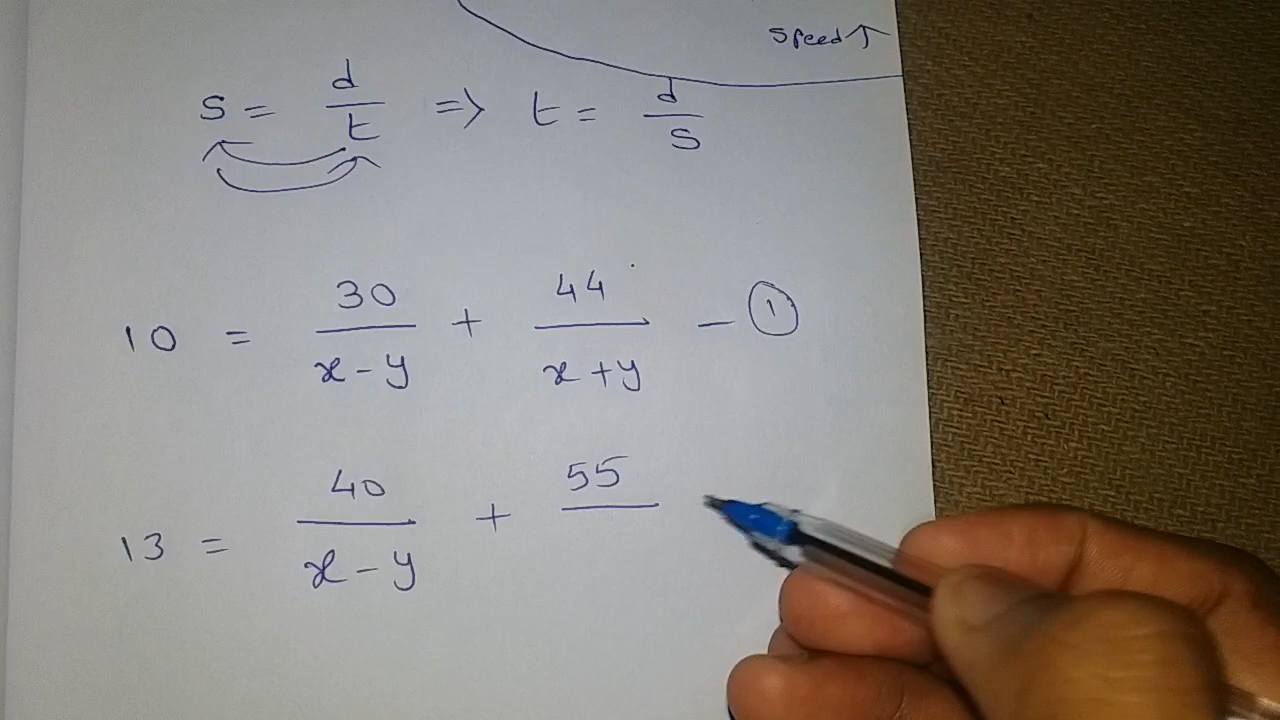 speed↑
s = d/t => t = d/s
10 = 30/(x-y) + 44/(x+y) - ①
13 = 40/(x-y) + 55/